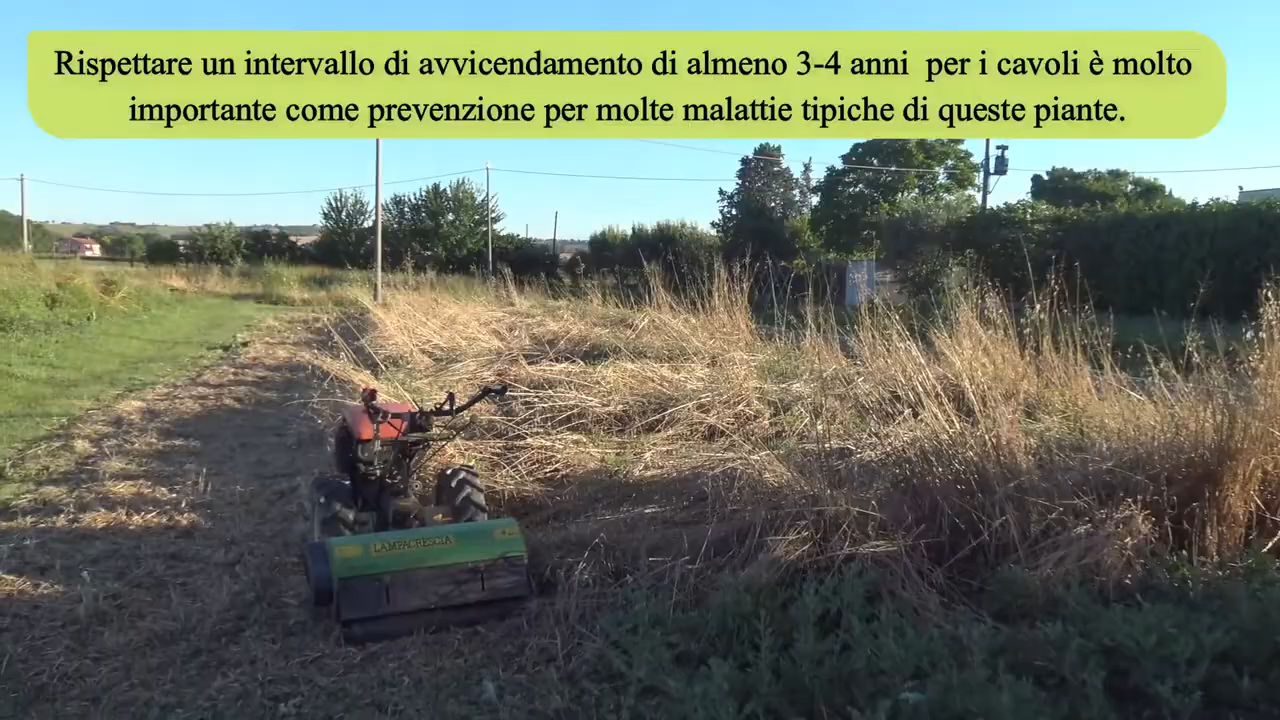 Rispettare un intervallo di avvicendamento di almeno 3-4 anni  per i cavoli è molto
importante come prevenzione per molte malattie tipiche di queste piante.
LAMPACRESCIA